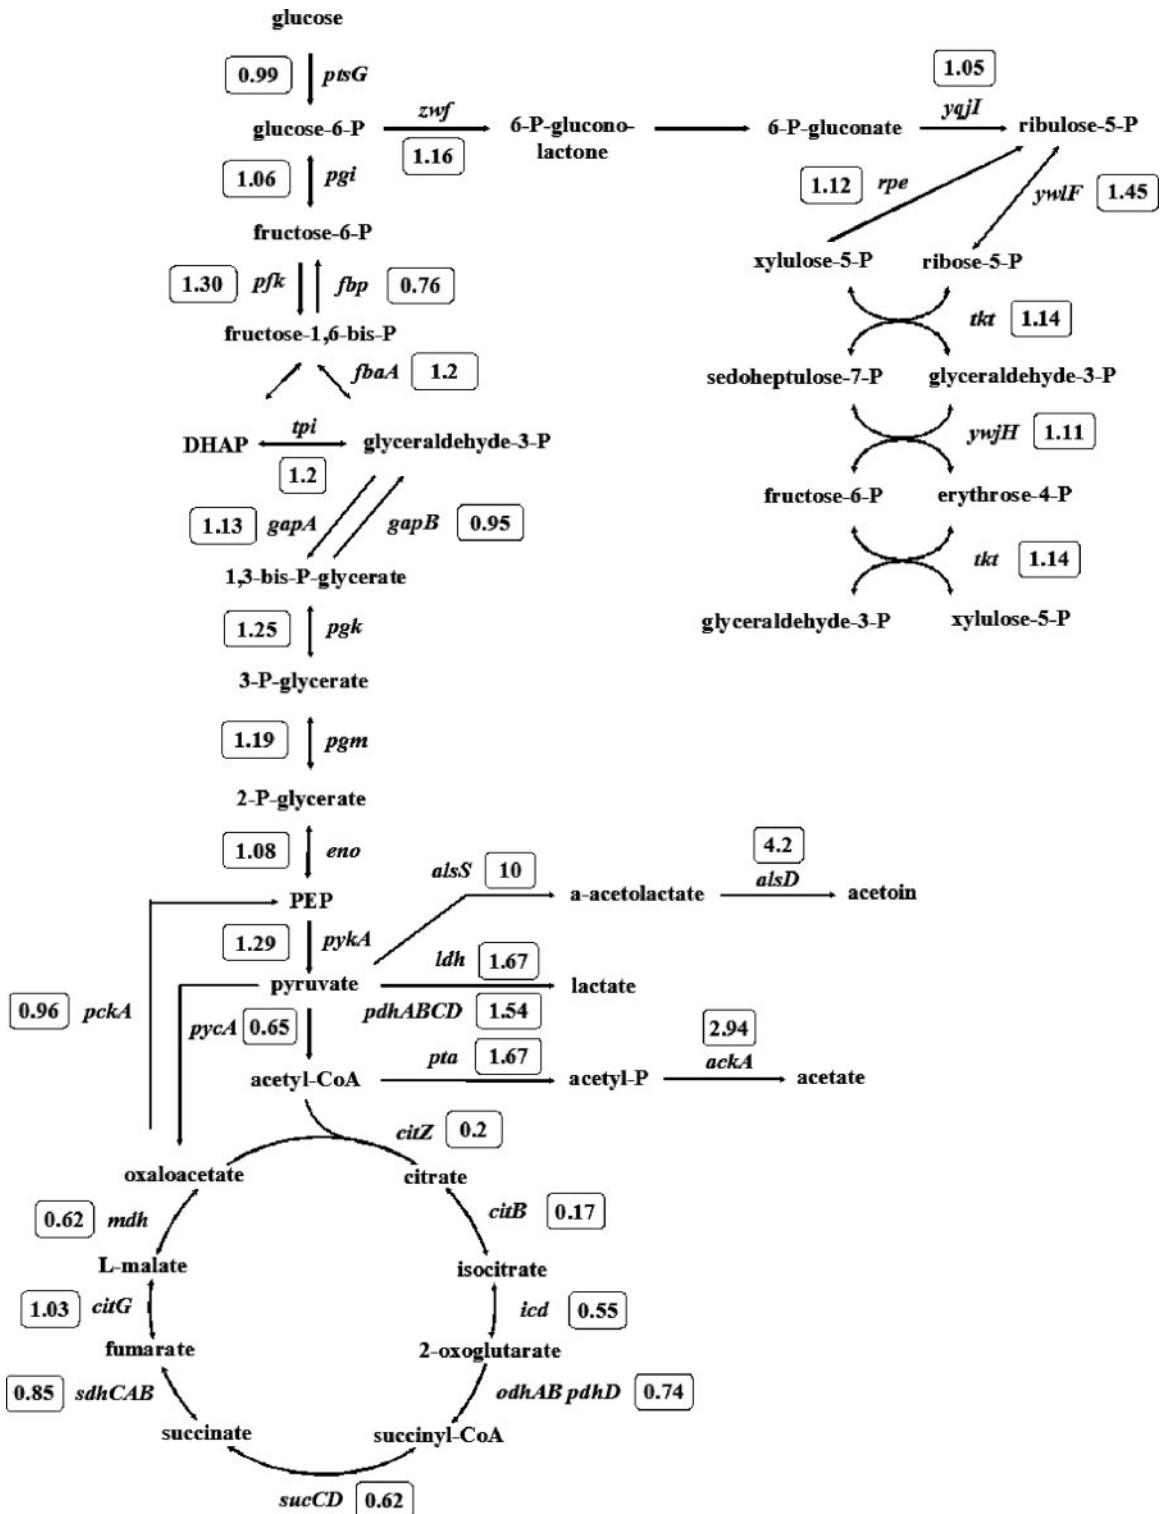 glucose
0.99 ptsG
1.05
zwf
yqjI
glucose-6-P
6-P-glucono-
lactone
6-P-gluconate
ribulose-5-P
1.16
1.06 pgi
1.12 rpe
ywlF 1.45
fructose-6-P
xylulose-5-P
ribose-5-P
1.30 pfk
fbp 0.76
tkt 1.14
fructose-1,6-bis-P
fbaA 1.2
sedoheptulose-7-P
glyceraldehyde-3-P
tpi
DHAP
glyceraldehyde-3-P
ywjH 1.11
1.2
fructose-6-P
erythrose-4-P
1.13 gapA
gapB 0.95
tkt 1.14
1,3-bis-P-glycerate
1.25 pgk
glyceraldehyde-3-P
xylulose-5-P
3-P-glycerate
1.19 pgm
2-P-glycerate
1.08 eno
4.2
alsS 10
alsD
PEP
a-acetolactate
acetoin
1.29 pykA
ldh 1.67
pyruvate
lactate
0.96 pckA
pycA 0.65
pdhABCD 1.54
2.94
pta 1.67
ackA
acetyl-CoA
acetyl-P
acetate
citZ 0.2
oxaloacetate
citrate
0.62 mdh
citB 0.17
L-malate
isocitrate
1.03 citG
icd 0.55
fumarate
2-oxoglutarate
0.85 sdhCAB
odhAB pdhD 0.74
succinate
succinyl-CoA
sucCD 0.62